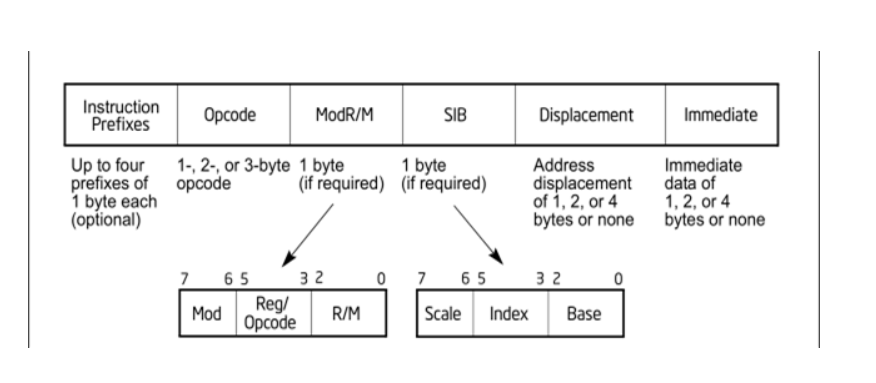 Instruction Prefixes
Opcode
ModR/M
SIB
Displacement
Immediate
Up to four
prefixes of
1 byte each
(optional)
1-, 2-, or 3-byte
opcode
1 byte
(if required)
1 byte
(if required)
Address
displacement
of 1, 2, or 4
bytes or none
Immediate
data of
1, 2, or 4
bytes or none
7 6 5 3 2 0
Mod
Reg/
Opcode
R/M
7 6 5 3 2 0
Scale
Index
Base